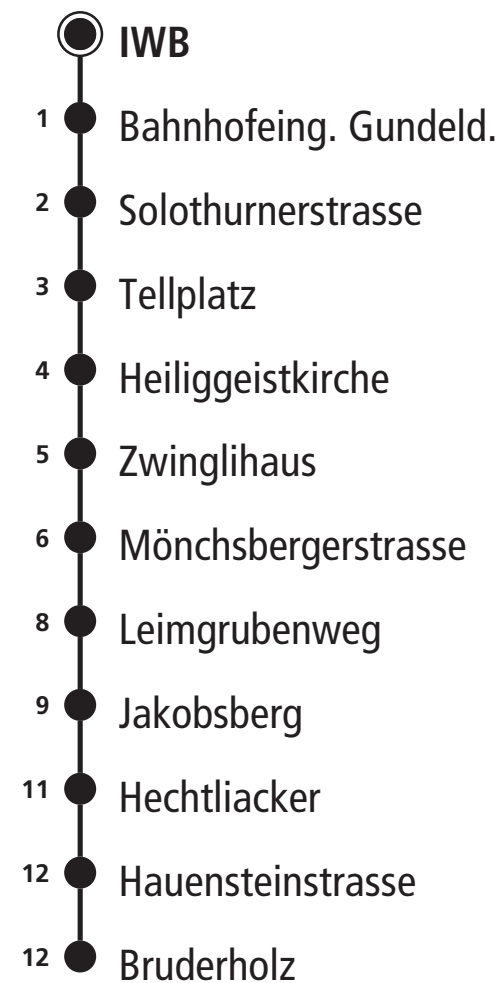 IWB
1 Bahnhofeing. Gundeld.
2 Solothurnerstrasse
3 Tellplatz
4 Heiliggeistkirche
5 Zwinglihaus
6 Mönchsbergerstrasse
8 Leimgrubenweg
9 Jakobsberg
11 Hechtliacker
12 Hauensteinstrasse
12 Bruderholz